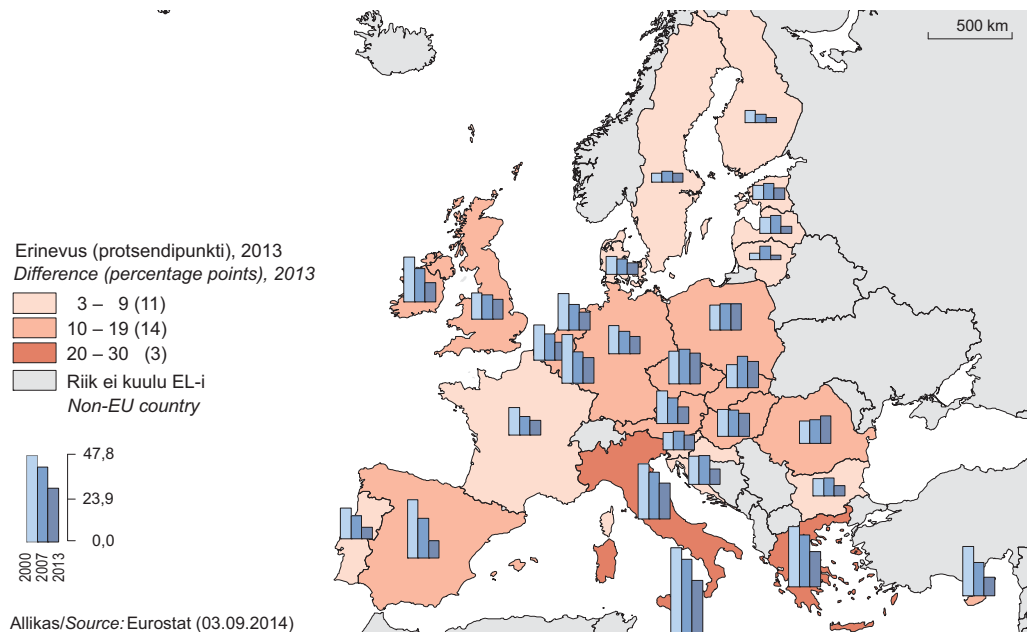 500 km
Erinevus (protsendipunkti), 2013
Difference (percentage points), 2013
3 – 9 (11)
10 – 19 (14)
20 – 30 (3)
Riik ei kuulu EL-i
Non-EU country
47,8
23,9
0,0
2000
2007
2013
Allikas/Source: Eurostat (03.09.2014)